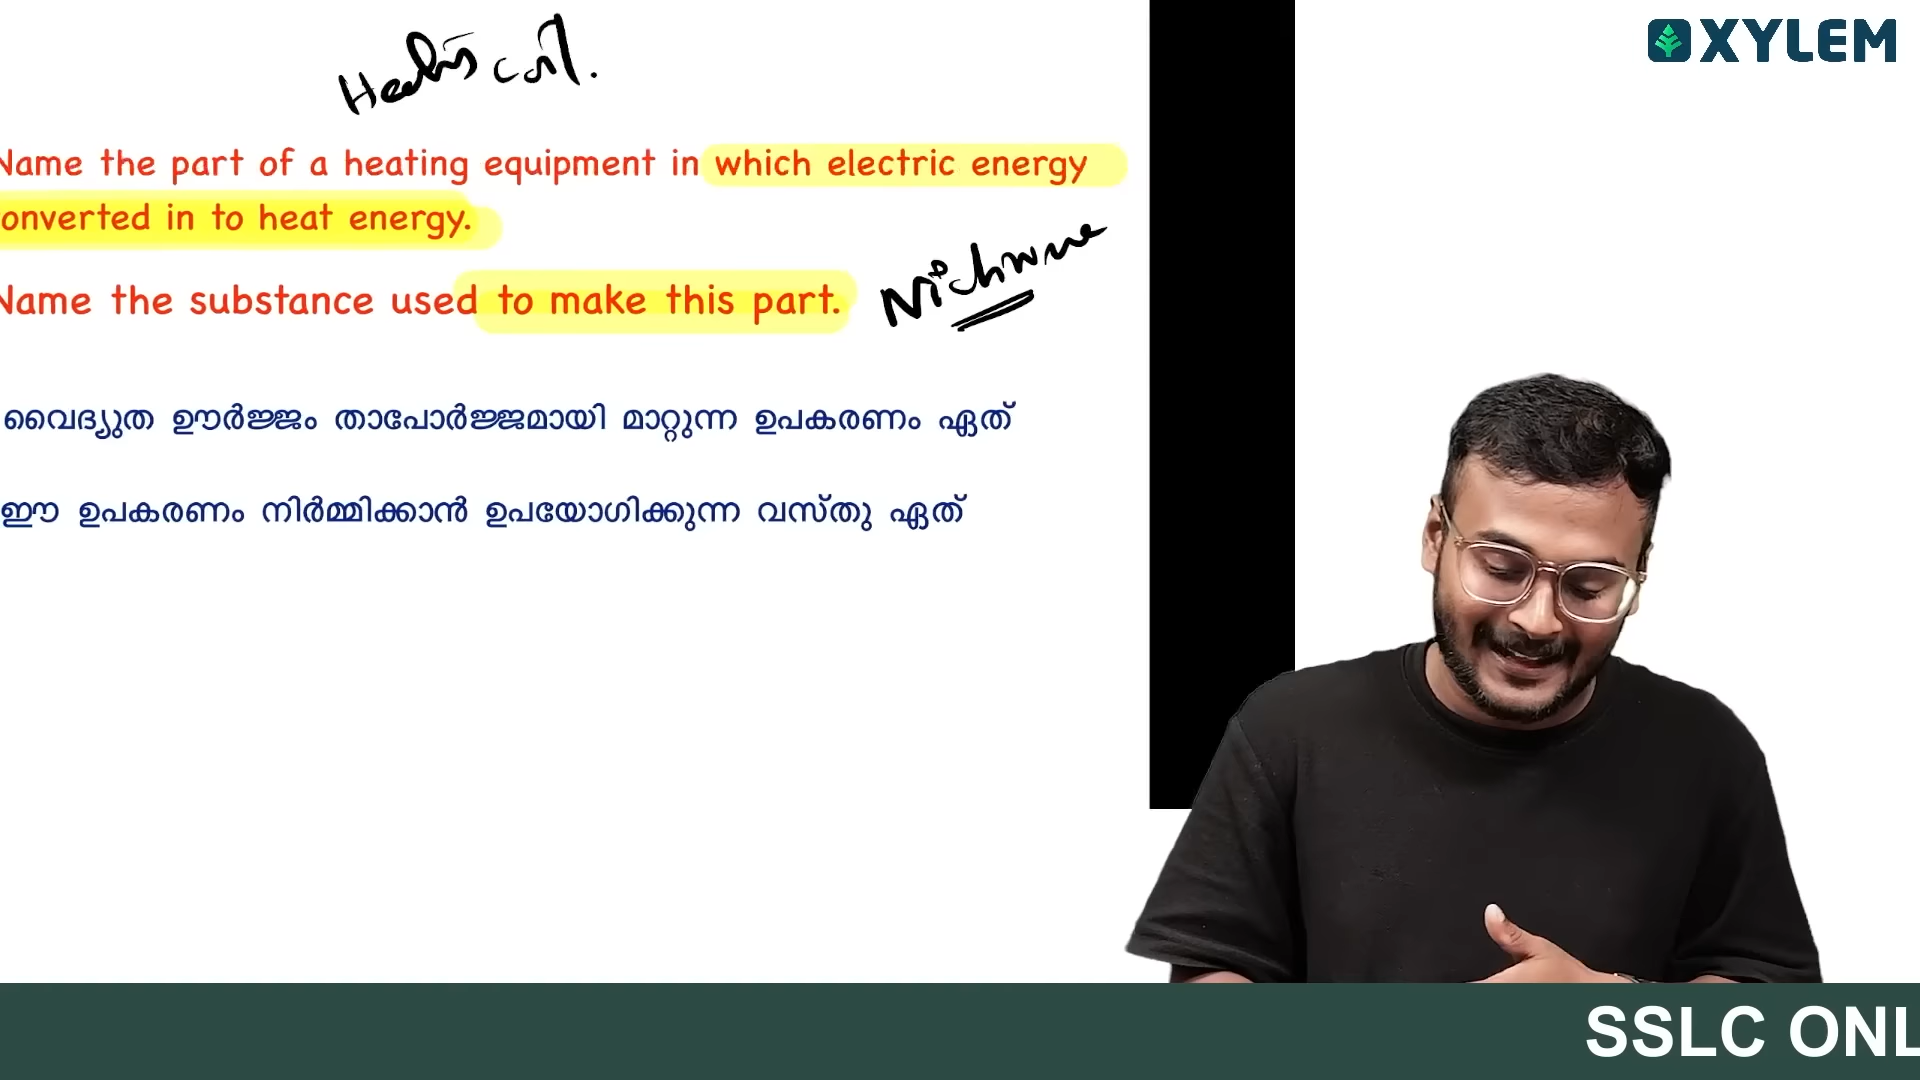 Heating coil.
XYLEM
Name the part of a heating equipment in which electric energy
onverted in to heat energy.
Name the substance used to make this part.
Nichrome
വൈദ്യുത ഊർജ്ജം താപോർജ്ജമായി മാറ്റുന്ന ഉപകരണം ഏത്
ഈ ഉപകരണം നിർമ്മിക്കാൻ ഉപയോഗിക്കുന്ന വസ്തു ഏത്
SSLC ONL